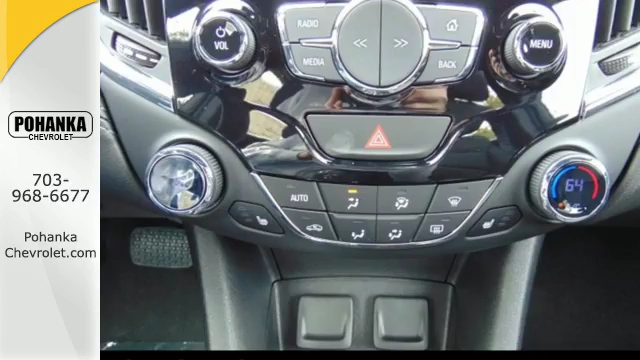 POHANKA
CHEVROLET
703-
968-6677
Pohanka
Chevrolet.com
VOL
RADIO
MEDIA
BACK
MENU
AUTO
64